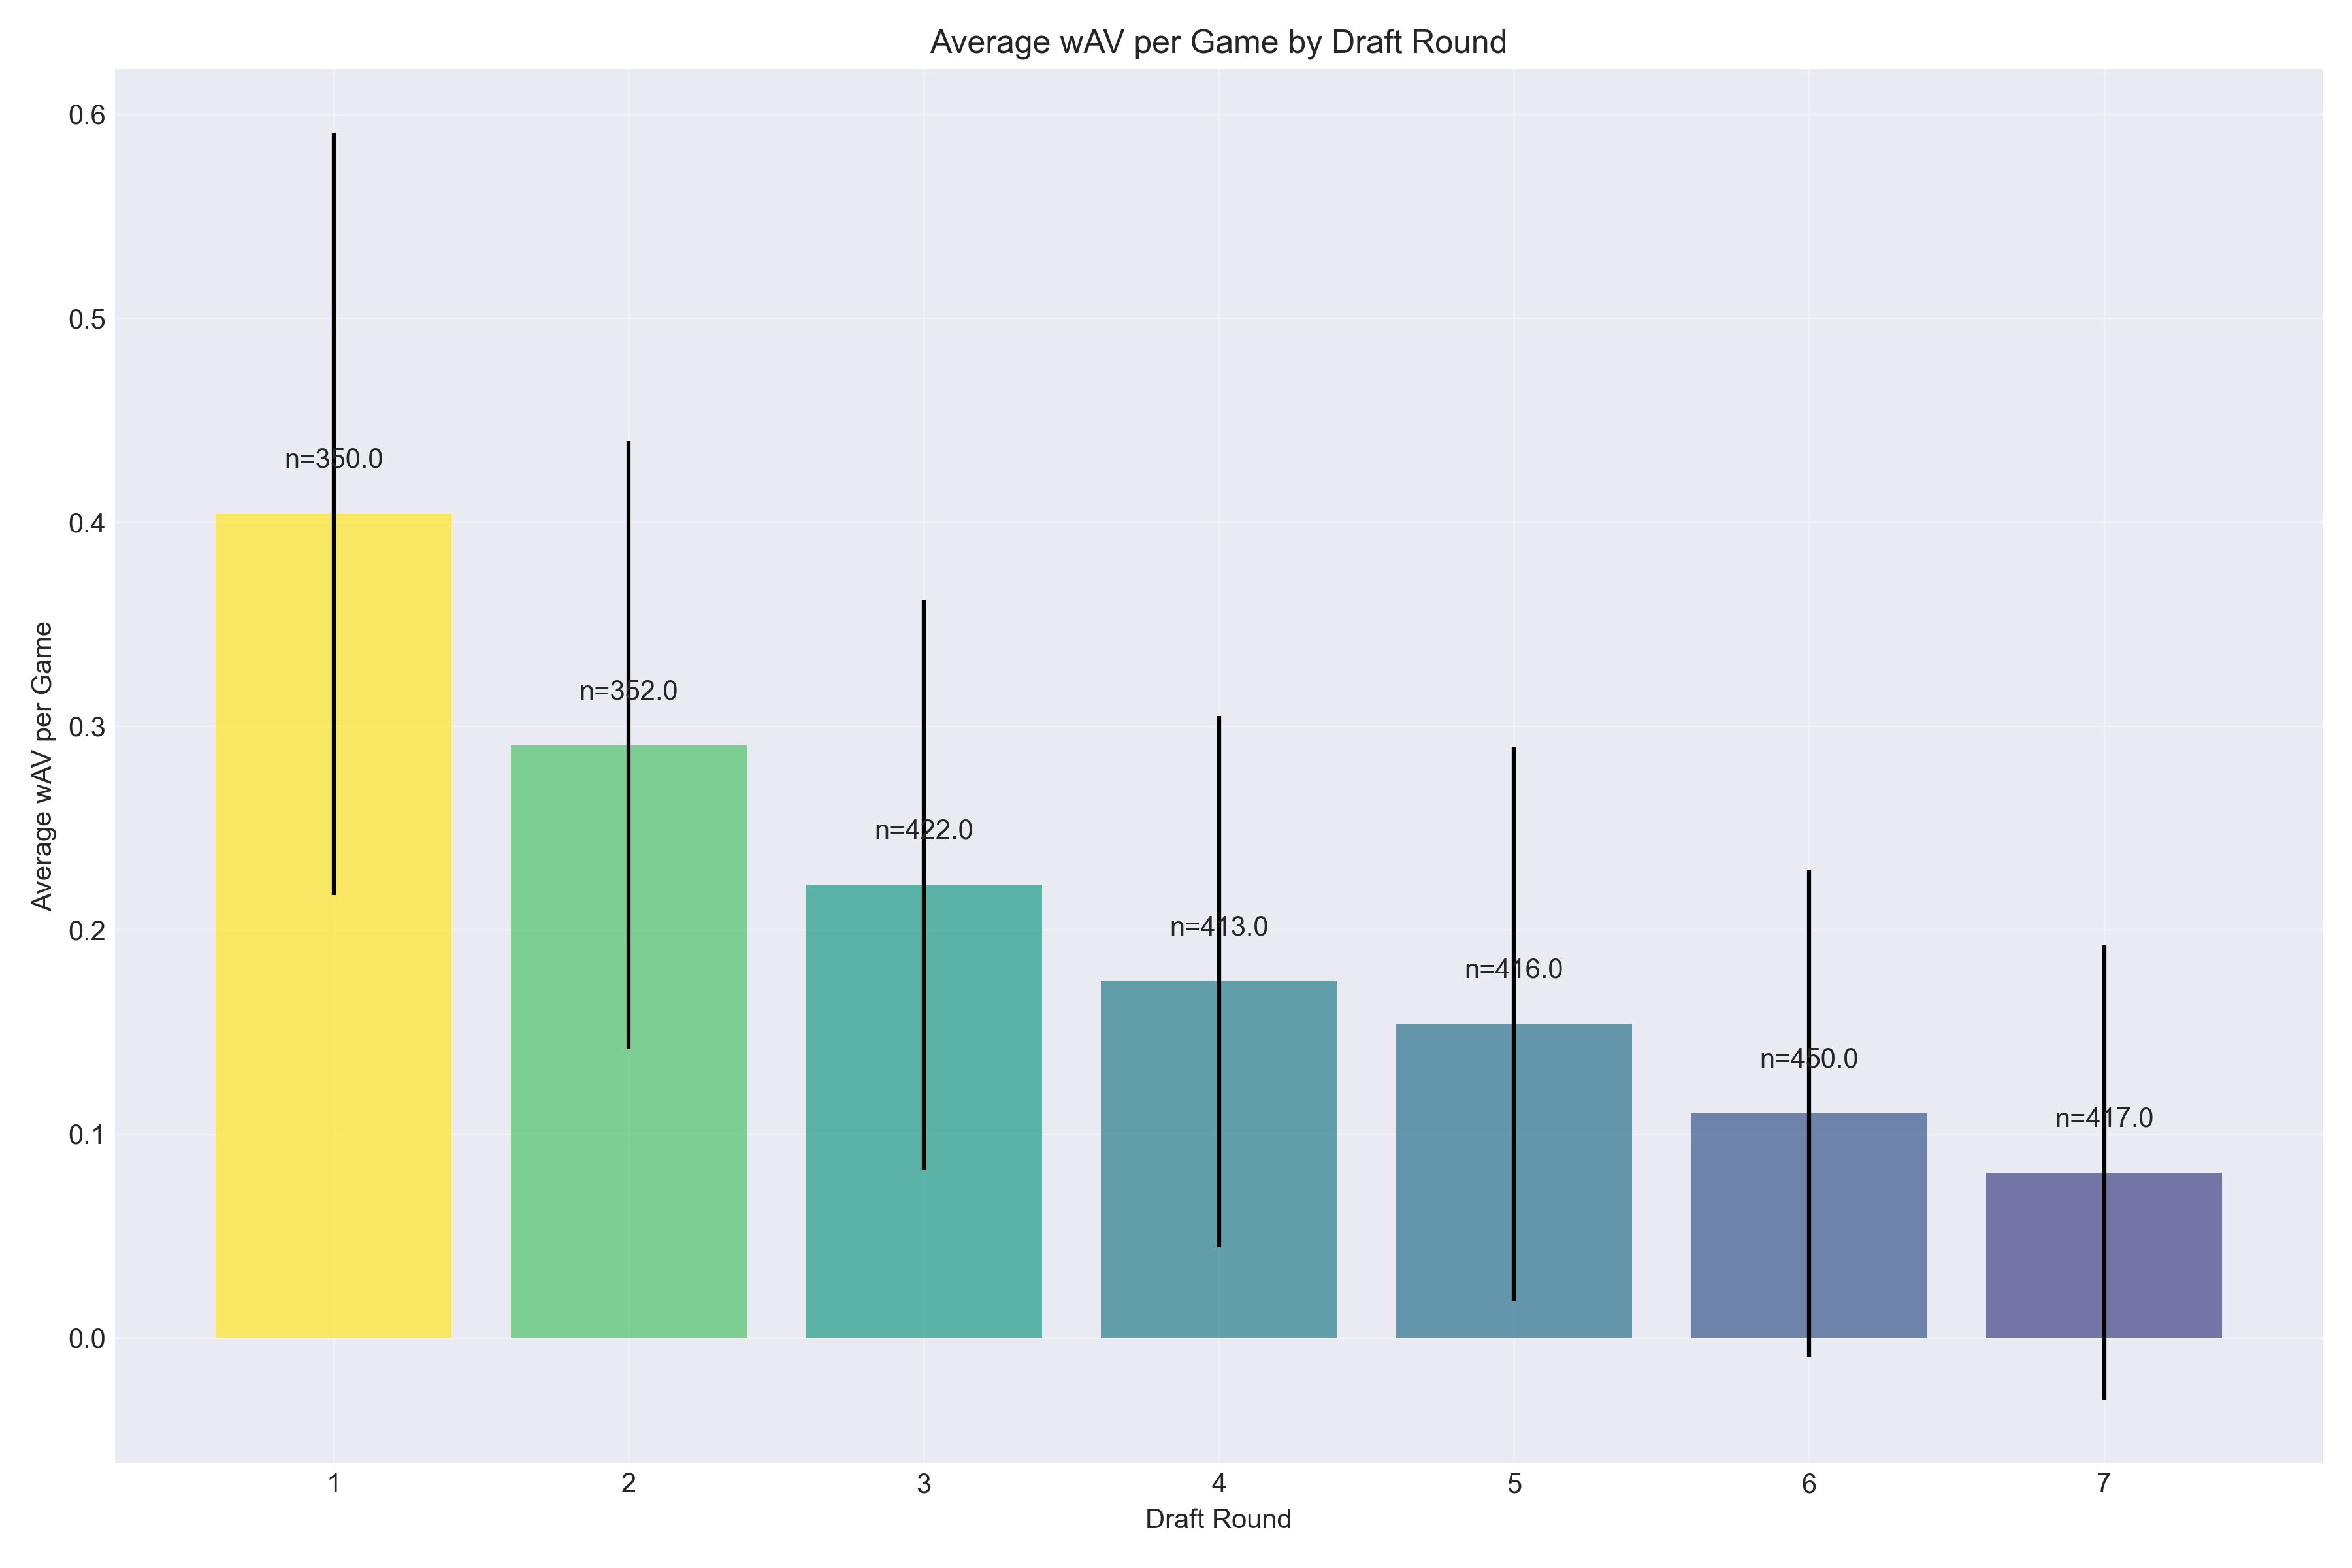 Average wAV per Game by Draft Round
Average wAV per Game
0.6
0.5
0.4
0.3
0.2
0.1
0.0
n=350.0
n=352.0
n=422.0
n=413.0
n=416.0
n=450.0
n=417.0
1 2 3 4 5 6 7
Draft Round